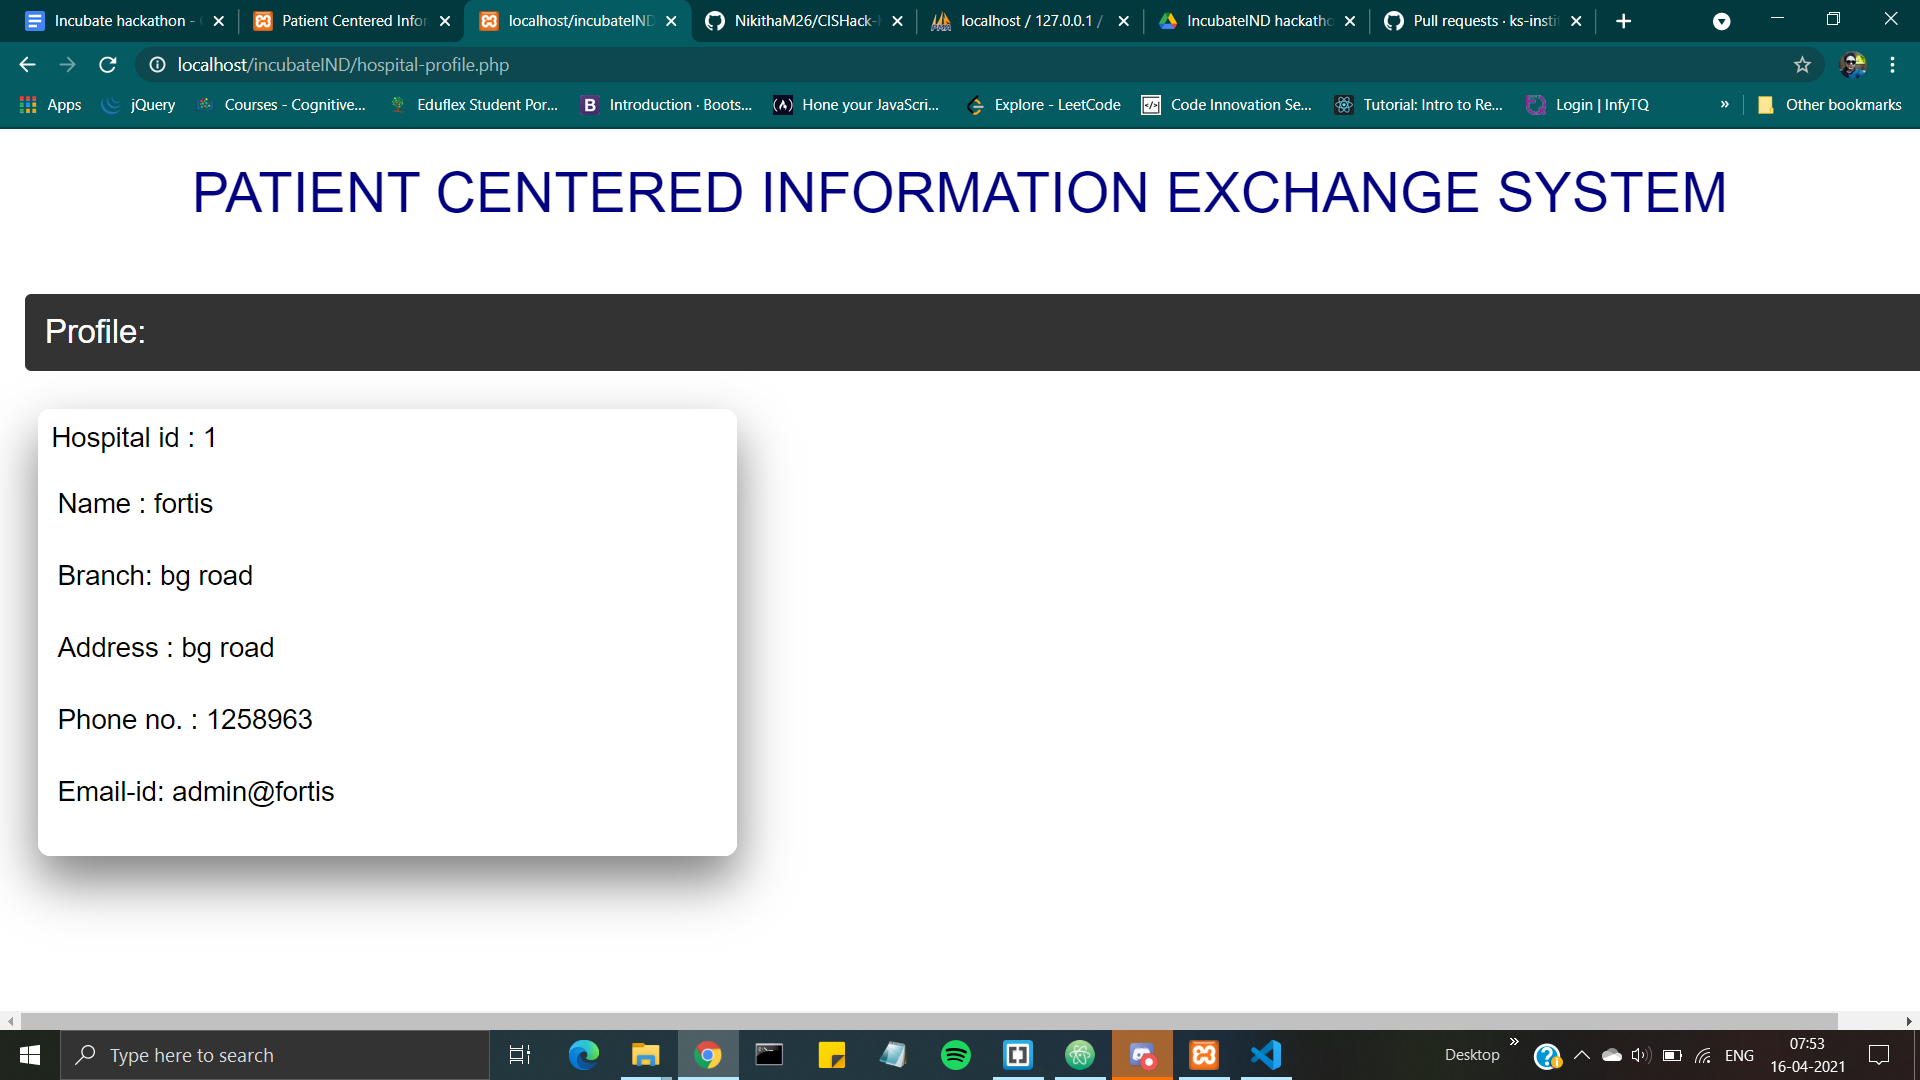 Incubate hackathon -
Patient Centered Infor
localhost/incubateIND
NikithaM26/CISHack-
localhost / 127.0.0.1 /
IncubateIND hackatho
Pull requests · ks-insti
localhost/incubateIND/hospital-profile.php
Apps
jQuery
Courses - Cognitive...
Eduflex Student Por...
B
Introduction · Boots...
Hone your JavaScri...
Explore - LeetCode
Code Innovation Se...
Tutorial: Intro to Re...
Login | InfyTQ
»
Other bookmarks
PATIENT CENTERED INFORMATION EXCHANGE SYSTEM
Profile:
Hospital id : 1
Name : fortis
Branch: bg road
Address : bg road
Phone no. : 1258963
Email-id: admin@fortis
Type here to search
Desktop
»
ENG
07:53
16-04-2021